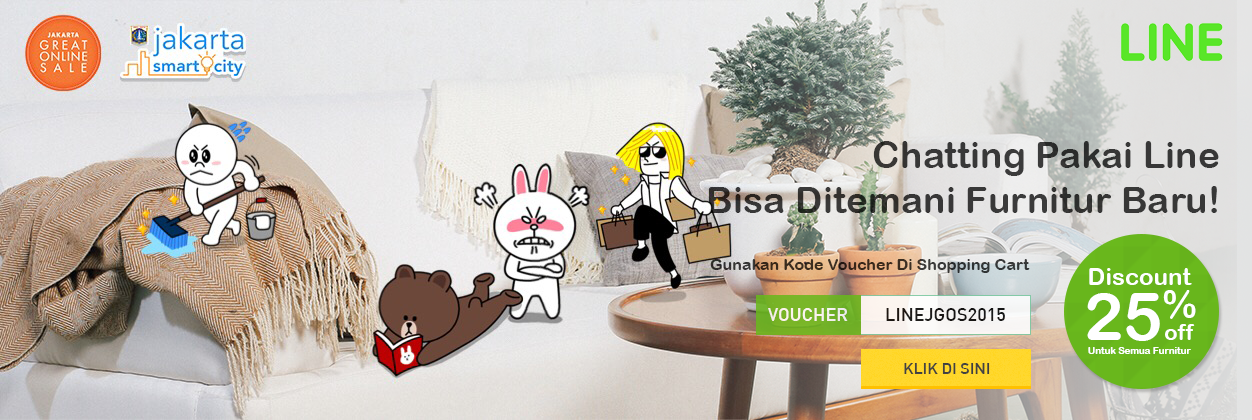 JAKARTA
GREAT
ONLINE
SALE
jakarta
smart city
LINE
Chatting Pakai Line
Bisa Ditemani Furnitur Baru!
Gunakan Kode Voucher Di Shopping Cart
VOUCHER LINEJGOS2015
KLIK DI SINI
Discount
25%
off
Untuk Semua Furnitur